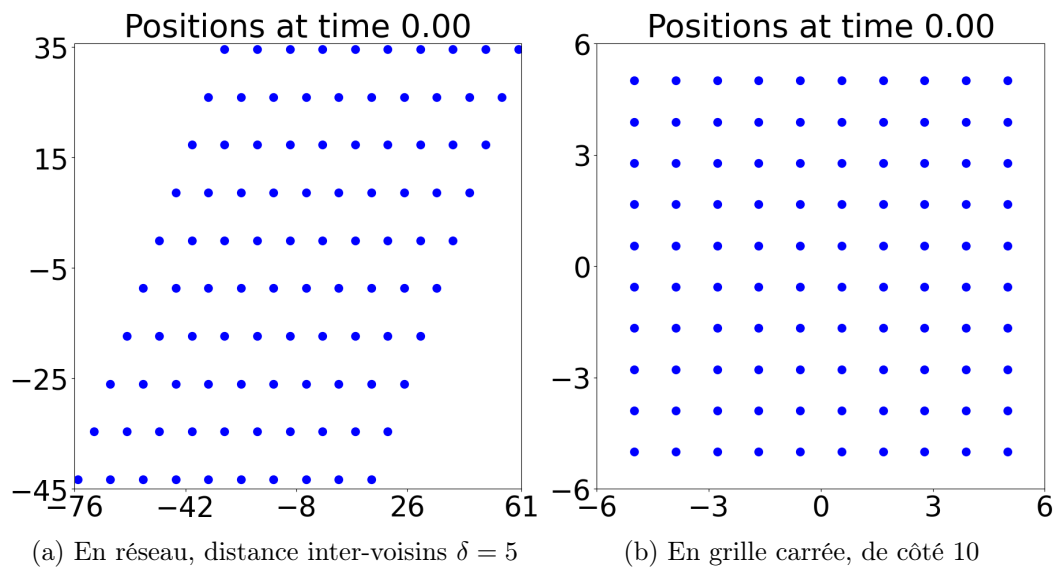 Positions at time 0.00
35
15
−5
−25
−45
−76 −42 −8 26 61
(a) En réseau, distance inter-voisins δ = 5
Positions at time 0.00
6
3
0
−3
−6
−6 −3 0 3 6
(b) En grille carrée, de côté 10